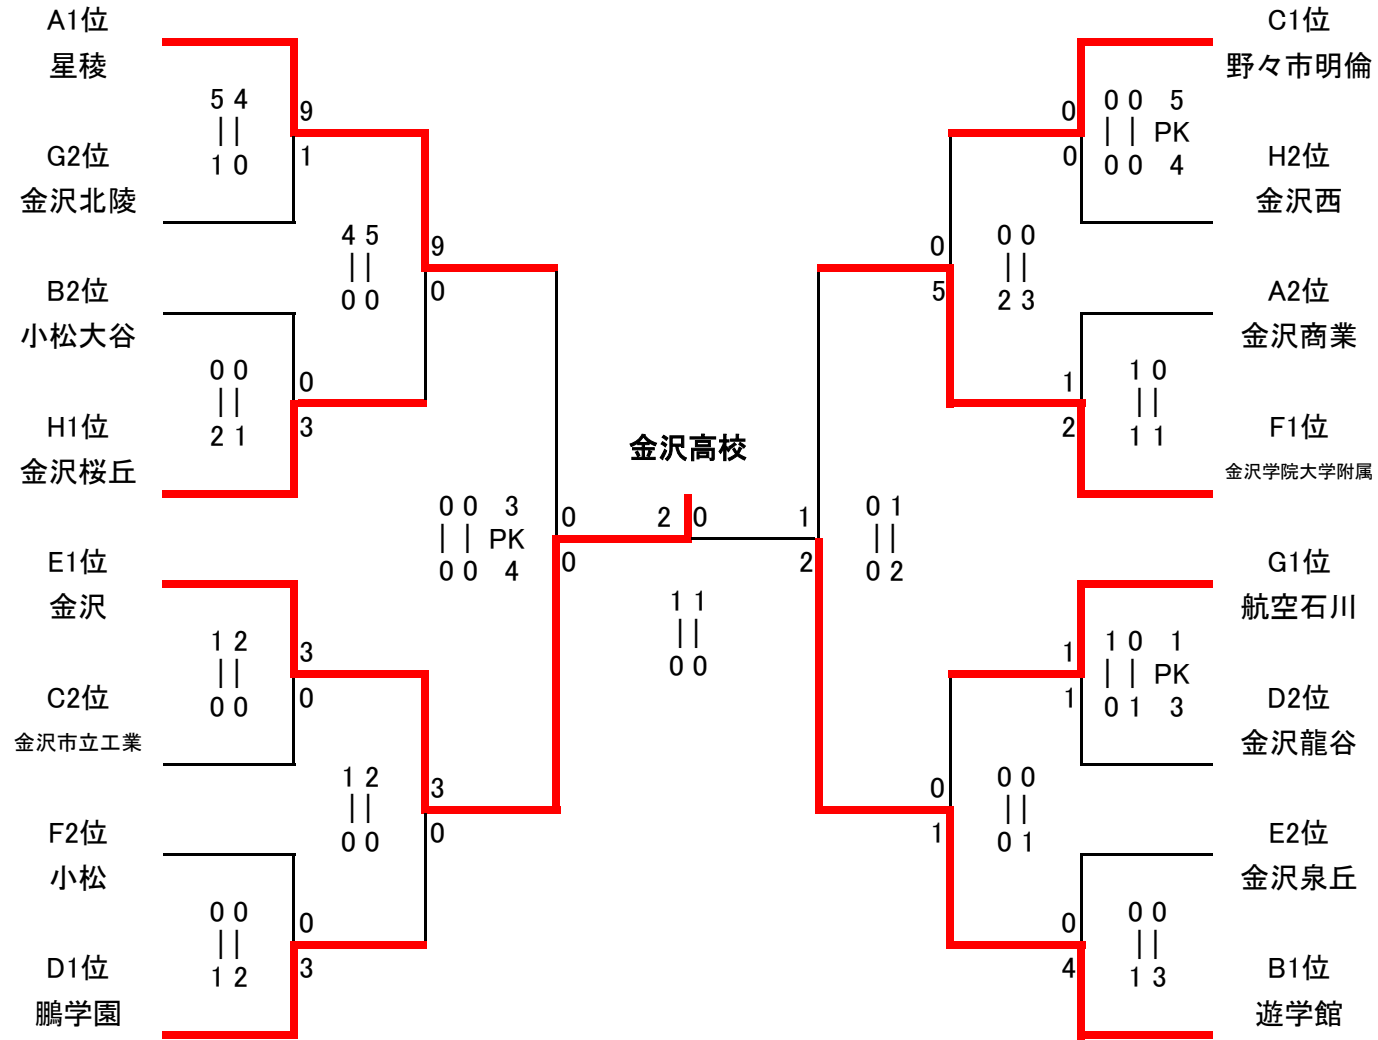 A1位
星稜
5 4
| |
1 0
9
1
G2位
金沢北陵
4 5
| |
0 0
9
0
B2位
小松大谷
0 0
| |
2 1
0
3
H1位
金沢桜丘
0 0 3
| | PK
0 0 4
0
0
E1位
金沢
1 2
| |
0 0
3
0
C2位
金沢市立工業
1 2
| |
0 0
3
0
F2位
小松
0 0
| |
1 2
0
3
D1位
鵬学園
金沢高校
2 0
1 1
| |
0 0
C1位
野々市明倫
0 0 5
| | PK
0 0 4
0
0
H2位
金沢西
0 0
| |
2 3
0
5
A2位
金沢商業
1 0
| |
1 1
1
2
F1位
金沢学院大学附属
0 1
| |
0 2
1
2
G1位
航空石川
1 0 1
| | PK
0 1 3
1
1
D2位
金沢龍谷
0 0
| |
0 1
0
1
E2位
金沢泉丘
0 0
| |
1 3
0
4
B1位
遊学館